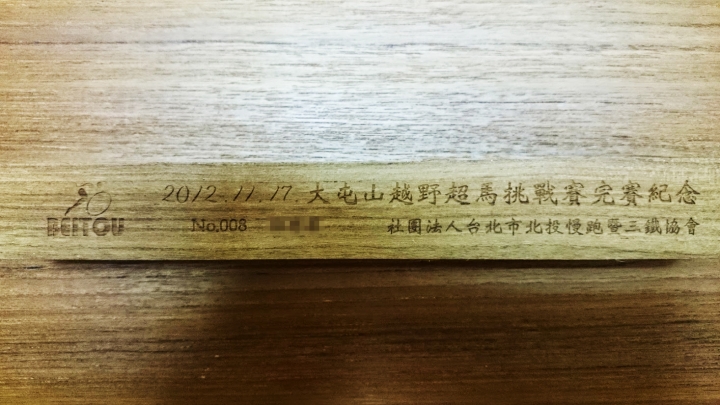 2012.11.17.大屯山越野超馬挑戰賽完賽紀念
BEITOU
No.008
社團法人台北市北投慢跑暨三鐵協會